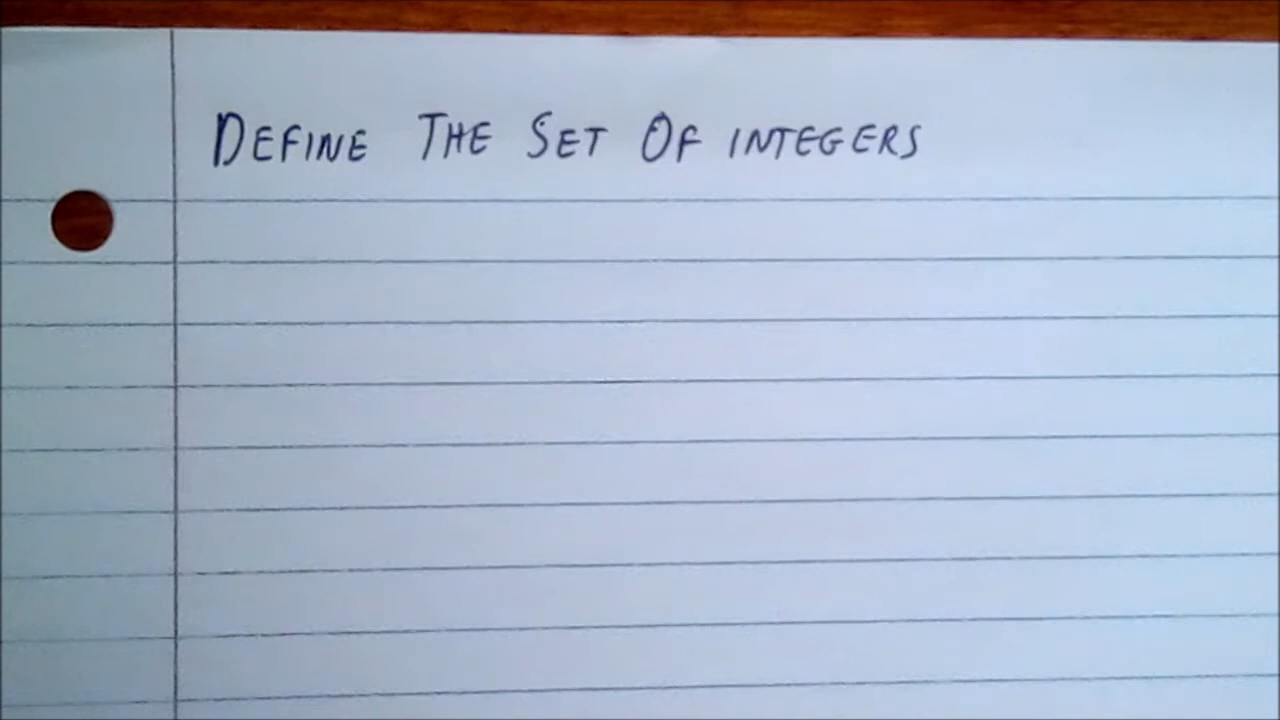 DEFINE THE SET OF INTEGERS